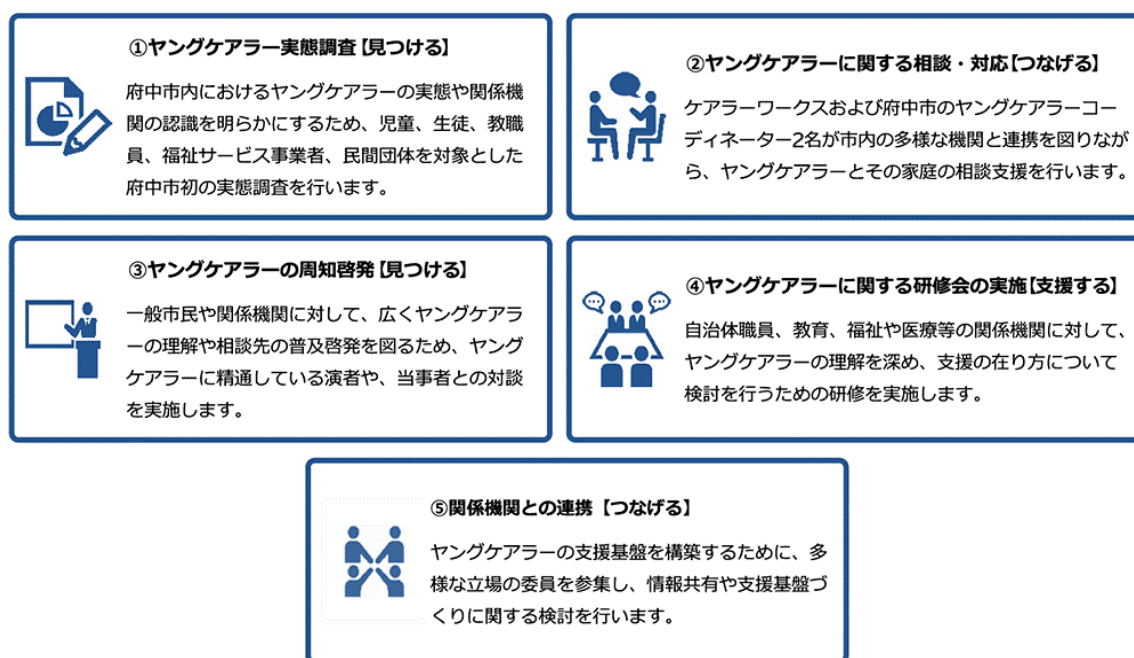 ①ヤングケアラー実態調査【見つける】
府中市内におけるヤングケアラーの実態や関係機
関の認識を明らかにするため、児童、生徒、教職
員、福祉サービス事業者、民間団体を対象とした
府中市初の実態調査を行います。
②ヤングケアラーに関する相談・対応【つなげる】
ケアラーワークスおよび府中市のヤングケアラーコー
ディネーター2名が市内の多様な機関と連携を図りなが
ら、ヤングケアラーとその家庭の相談支援を行います。
③ヤングケアラーの周知啓発【見つける】
一般市民や関係機関に対して、広くヤングケアラ
ーの理解や相談先の普及啓発を図るため、ヤング
ケアラーに精通している演者や、当事者との対談
を実施します。
④ヤングケアラーに関する研修会の実施【支援する】
自治体職員、教育、福祉や医療等の関係機関に対して、
ヤングケアラーの理解を深め、支援の在り方について
検討を行うための研修を実施します。
⑤関係機関との連携【つなげる】
ヤングケアラーの支援基盤を構築するために、多
様な立場の委員を参集し、情報共有や支援基盤づ
くりに関する検討を行います。